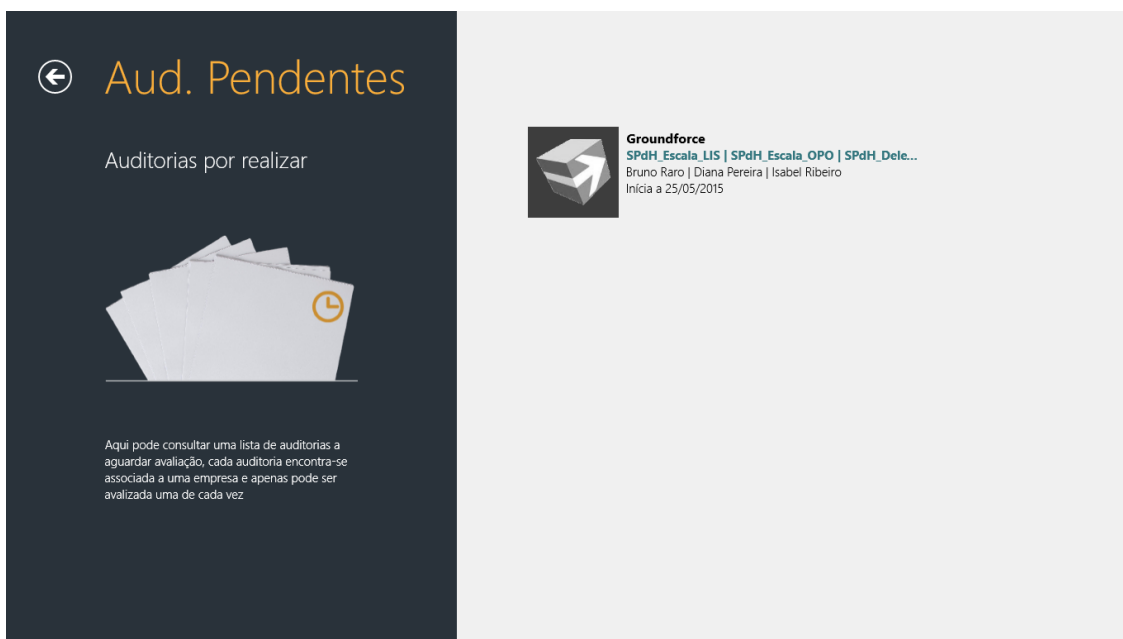 Aud. Pendentes
Auditorias por realizar
Aqui pode consultar uma lista de auditorias a
aguardar avaliação, cada auditoria encontra-se
associada a uma empresa e apenas pode ser
avalizada uma de cada vez
Groundforce
SPdH_Escala_LIS | SPdH_Escala_OPO | SPdH_Dele...
Bruno Raro | Diana Pereira | Isabel Ribeiro
Inícia a 25/05/2015